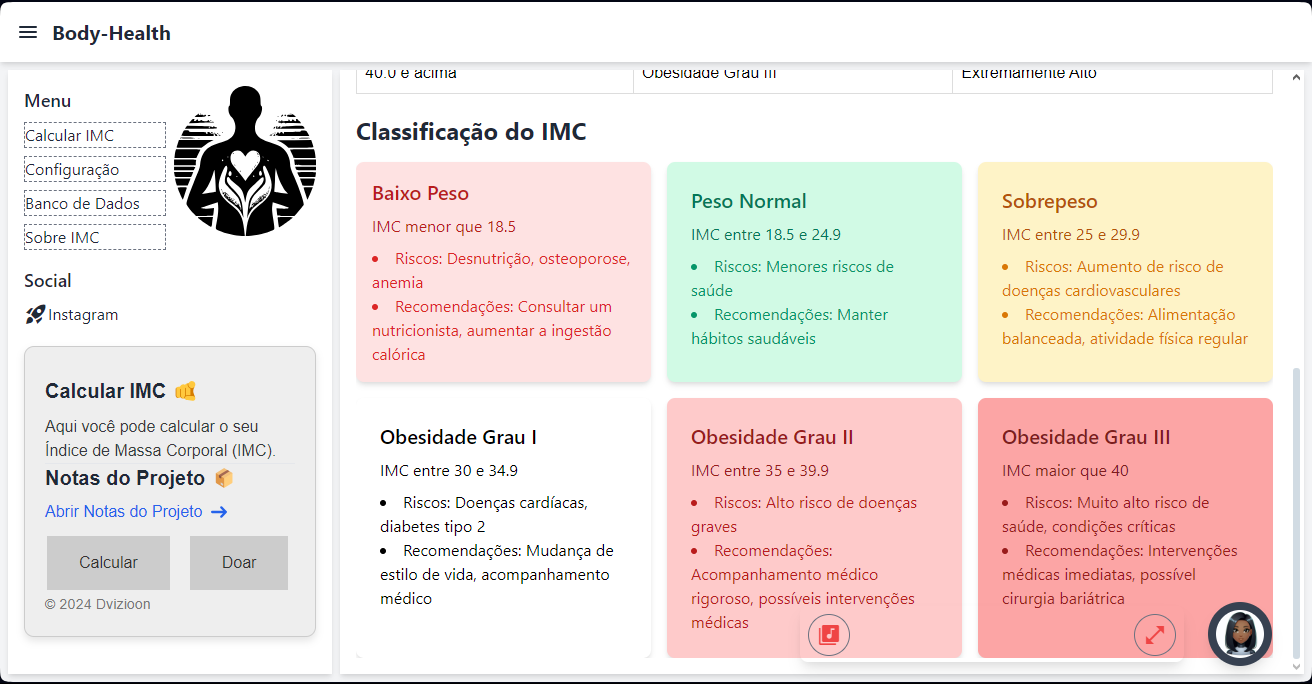 Body-Health
Menu
Calcular IMC
Configuração
Banco de Dados
Sobre IMC
Social
Instagram
Calcular IMC
Aqui você pode calcular o seu
Índice de Massa Corporal (IMC).
Notas do Projeto
Abrir Notas do Projeto
Calcular
Doar
© 2024 Dvizioon
40.0 e acima
Obesidade Grau III
Extremamente Alto
Classificação do IMC
Baixo Peso
IMC menor que 18.5
• Riscos: Desnutrição, osteoporose,
anemia
• Recomendações: Consultar um
nutricionista, aumentar a ingestão
calórica
Peso Normal
IMC entre 18.5 e 24.9
• Riscos: Menores riscos de
saúde
• Recomendações: Manter
hábitos saudáveis
Sobrepeso
IMC entre 25 e 29.9
• Riscos: Aumento de risco de
doenças cardiovasculares
• Recomendações: Alimentação
balanceada, atividade física regular
Obesidade Grau I
IMC entre 30 e 34.9
• Riscos: Doenças cardíacas,
diabetes tipo 2
• Recomendações: Mudança de
estilo de vida, acompanhamento
médico
Obesidade Grau II
IMC entre 35 e 39.9
• Riscos: Alto risco de doenças
graves
• Recomendações:
Acompanhamento médico
rigoroso, possíveis intervenções
médicas
Obesidade Grau III
IMC maior que 40
• Riscos: Muito alto risco de
saúde, condições críticas
• Recomendações: Intervenções
médicas imediatas, possível
cirurgia bariátrica